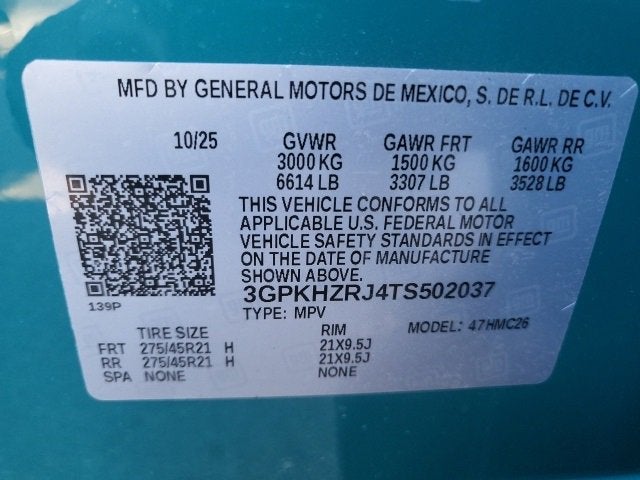 MFD BY GENERAL MOTORS DE MEXICO, S. DE R.L. DE C.V.
10/25 GVWR GAWR FRT GAWR RR
3000 KG 1500 KG 1600 KG
6614 LB 3307 LB 3528 LB
THIS VEHICLE CONFORMS TO ALL
APPLICABLE U.S. FEDERAL MOTOR
VEHICLE SAFETY STANDARDS IN EFFECT
ON THE DATE OF MANUFACTURE
SHOWN ABOVE.
3GPKHZRJ4TS502037
139P
TYPE: MPV MODEL: 47HMC26
TIRE SIZE RIM
FRT 275/45R21 H 21X9.5J
RR 275/45R21 H 21X9.5J
SPA NONE NONE